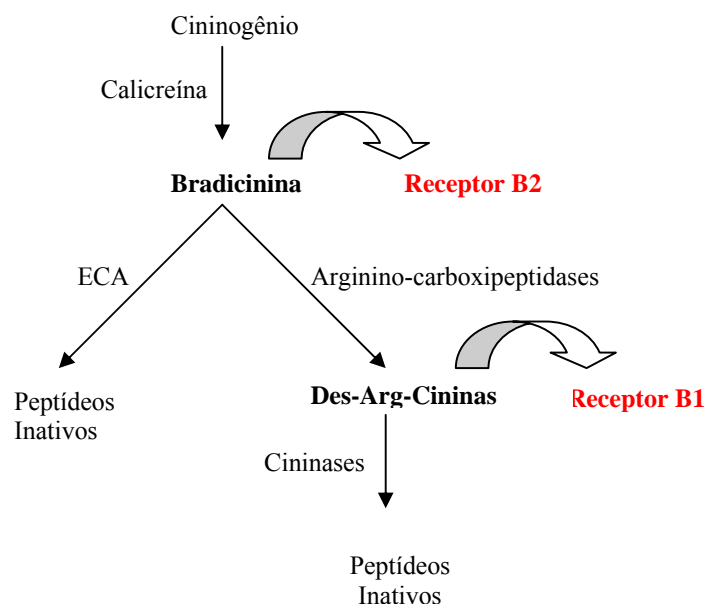 Cininogênio
Calicreína
Bradicinina
Receptor B2
ECA
Arginino-carboxipeptidases
Peptídeos
Inativos
Des-Arg-Cininas
Receptor B1
Cininases
Peptídeos
Inativos